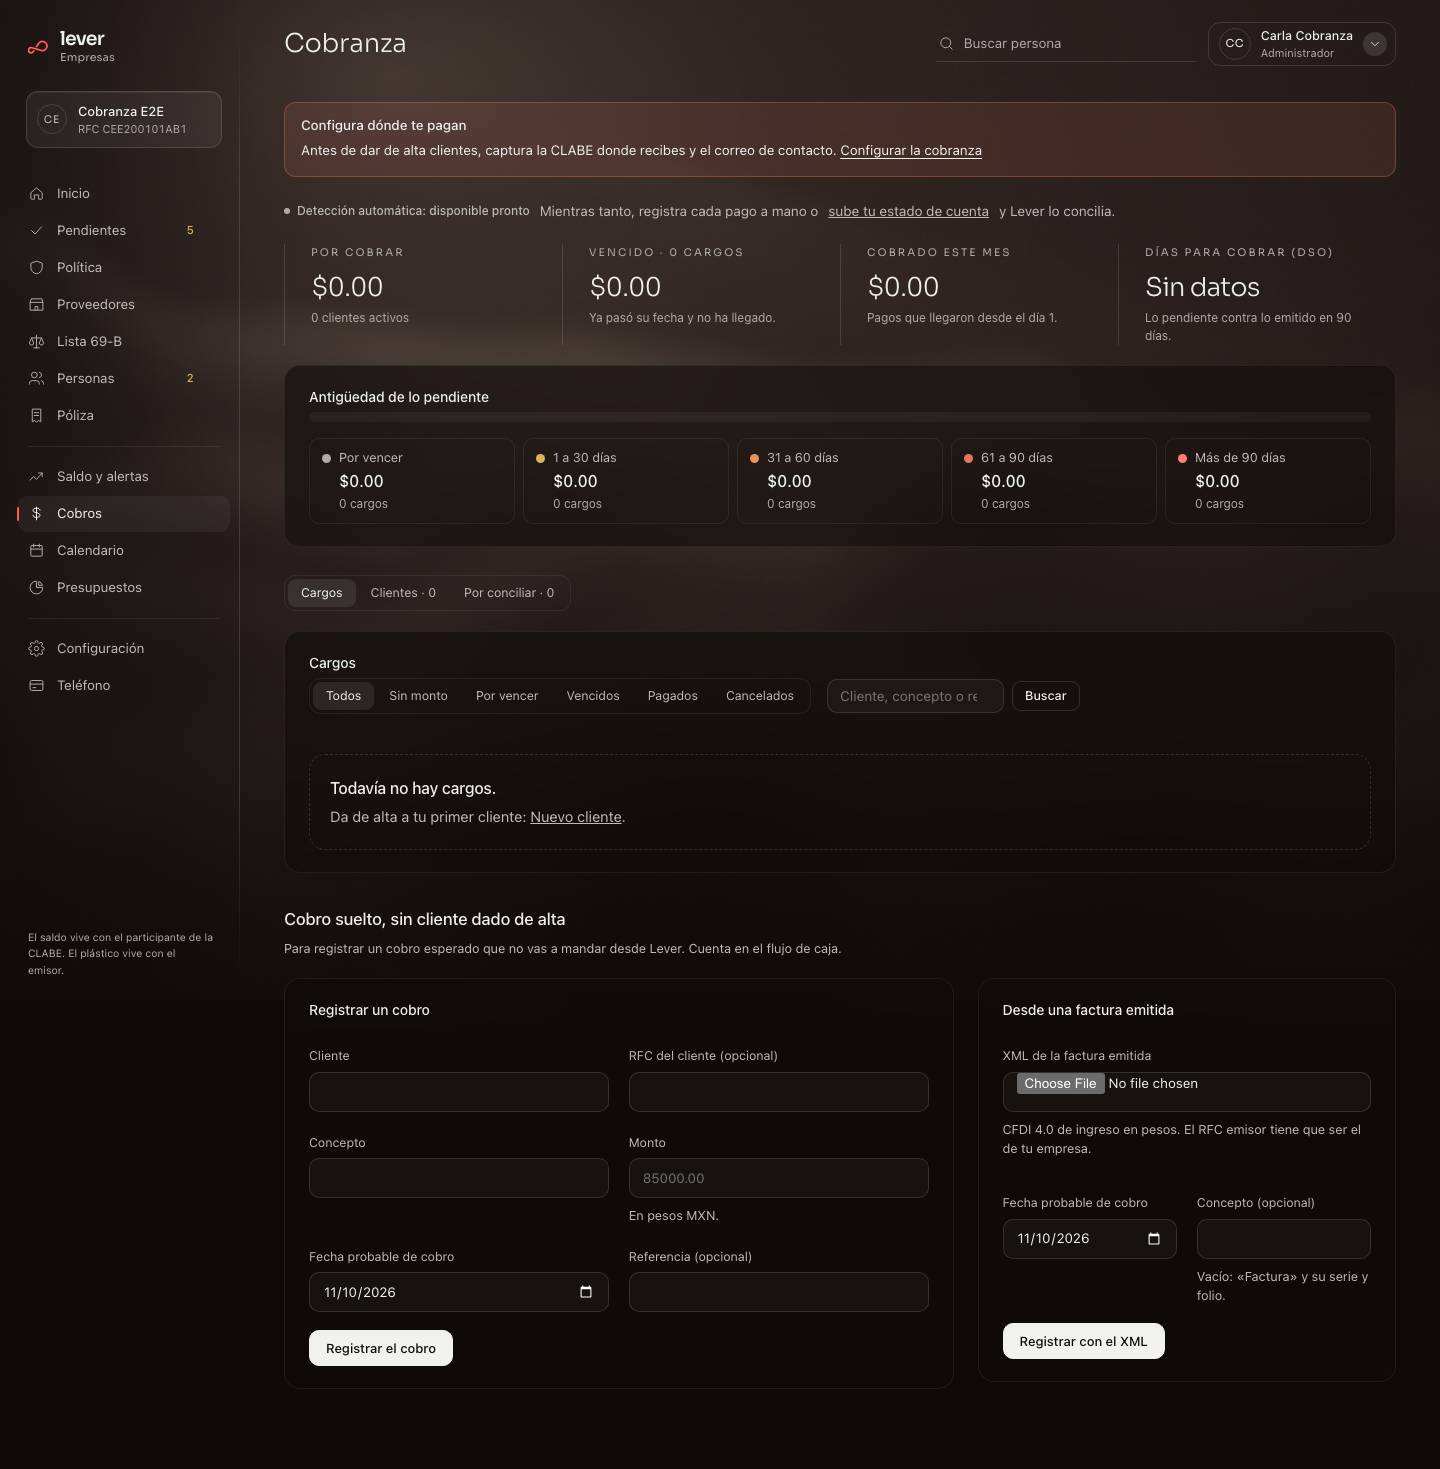 lever
Empresas
CE
Cobranza E2E
RFC CEE200101AB1
Inicio
Pendientes 5
Política
Proveedores
Lista 69-B
Personas 2
Póliza
Saldo y alertas
Cobros
Calendario
Presupuestos
Configuración
Teléfono
El saldo vive con el participante de la
CLABE. El plástico vive con el
emisor.
Cobranza
Buscar persona
CC
Carla Cobranza
Administrador
Configura dónde te pagan
Antes de dar de alta clientes, captura la CLABE donde recibes y el correo de contacto. Configurar la cobranza
Detección automática: disponible pronto Mientras tanto, registra cada pago a mano o sube tu estado de cuenta y Lever lo concilia.
POR COBRAR
$0.00
0 clientes activos
VENCIDO · 0 CARGOS
$0.00
Ya pasó su fecha y no ha llegado.
COBRADO ESTE MES
$0.00
Pagos que llegaron desde el día 1.
DÍAS PARA COBRAR (DSO)
Sin datos
Lo pendiente contra lo emitido en 90
días.
Antigüedad de lo pendiente
Por vencer
$0.00
0 cargos
1 a 30 días
$0.00
0 cargos
31 a 60 días
$0.00
0 cargos
61 a 90 días
$0.00
0 cargos
Más de 90 días
$0.00
0 cargos
Cargos Clientes · 0 Por conciliar · 0
Cargos
Todos Sin monto Por vencer Vencidos Pagados Cancelados Cliente, concepto o re Buscar
Todavía no hay cargos.
Da de alta a tu primer cliente: Nuevo cliente.
Cobro suelto, sin cliente dado de alta
Para registrar un cobro esperado que no vas a mandar desde Lever. Cuenta en el flujo de caja.
Registrar un cobro
Cliente
RFC del cliente (opcional)
Concepto
Monto
85000.00
En pesos MXN.
Fecha probable de cobro
11/10/2026
Referencia (opcional)
Registrar el cobro
Desde una factura emitida
XML de la factura emitida
Choose File No file chosen
CFDI 4.0 de ingreso en pesos. El RFC emisor tiene que ser el
de tu empresa.
Fecha probable de cobro
11/10/2026
Concepto (opcional)
Vacío: «Factura» y su serie y
folio.
Registrar con el XML